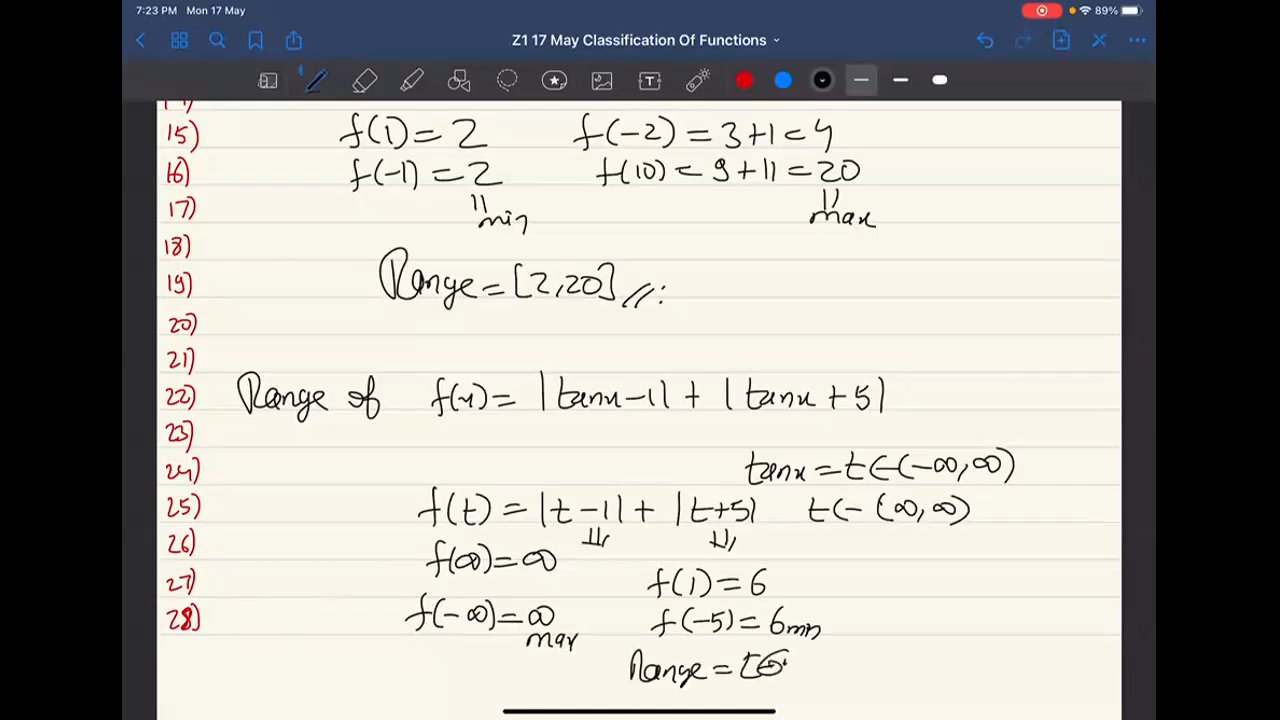 7:23 PM Mon 17 May 89%
Z1 17 May Classification Of Functions
15) f(1) = 2 f(-2) = 3+1 = 4
16) f(-1) = 2 f(10) = 9+11 = 20
17) min max
18)
19) Range = [2,20]
20)
21)
22) Range of f(x) = |tanx-1| + |tanx+5|
23)
24) tanx = t ∈ (-∞,∞)
25) f(t) = |t-1| + |t+5| t ∈ (∞,∞)
26) f(∞) = ∞
27) f(1) = 6
28) f(-∞) = ∞ f(-5) = 6 min
max
Range = [6